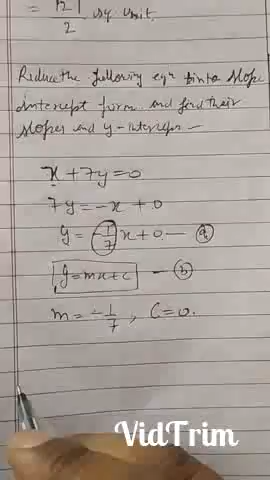 = |21| / 2 sq unit.
Reduce the following eqn into slope
intercept form and find their
slopes and y-intercepts -
x + 7y = 0
7y = -x + 0
y = -1/7 x + 0 — (a)
y = mx + c — (b)
m = -1/7 , C = 0.
VidTrim